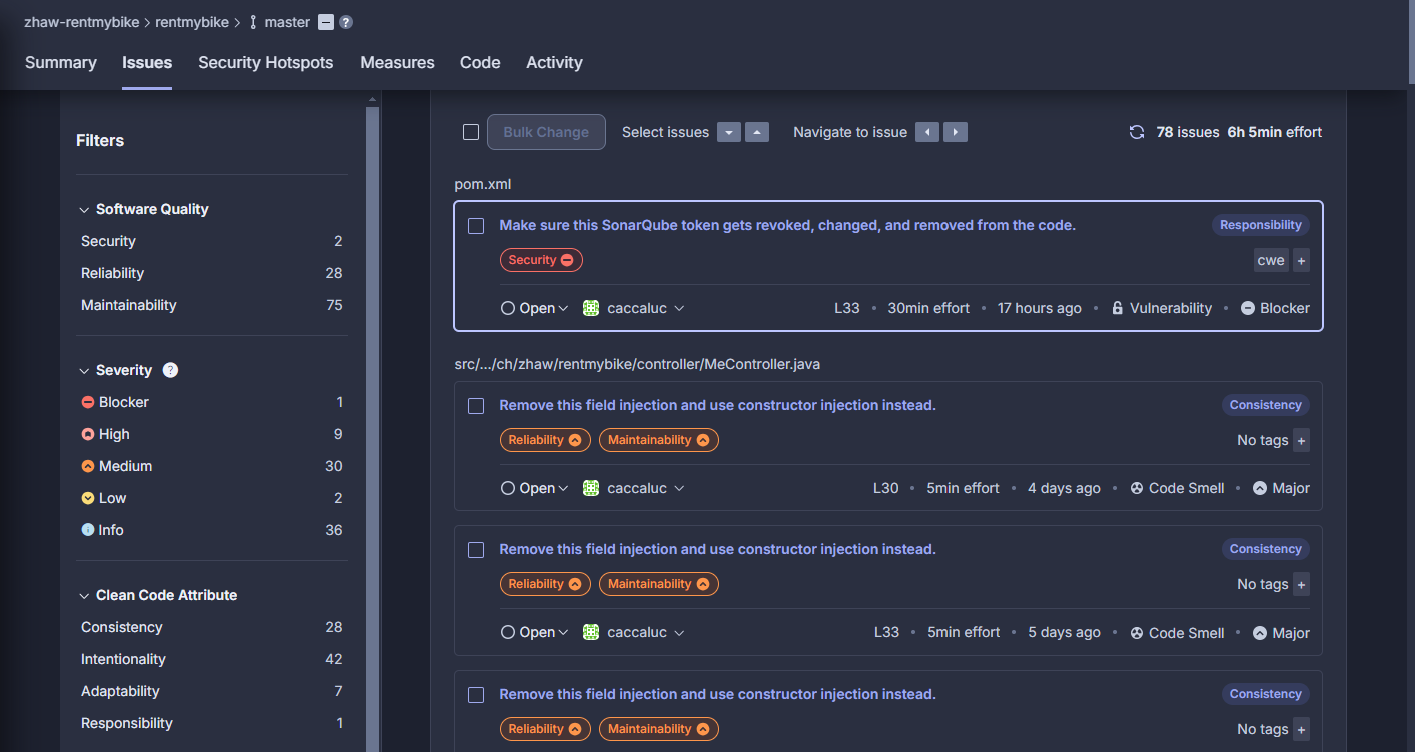 zhaw-rentmybike > rentmybike > master ?
Summary Issues Security Hotspots Measures Code Activity
Filters
Software Quality
Security 2
Reliability 28
Maintainability 75
Severity ?
Blocker 1
High 9
Medium 30
Low 2
Info 36
Clean Code Attribute
Consistency 28
Intentionality 42
Adaptability 7
Responsibility 1
Bulk Change Select issues Navigate to issue 78 issues 6h 5min effort
pom.xml
Make sure this SonarQube token gets revoked, changed, and removed from the code. Responsibility
Security cwe +
Open caccaluc L33 • 30min effort • 17 hours ago • Vulnerability • Blocker
src/.../ch/zhaw/rentmybike/controller/MeController.java
Remove this field injection and use constructor injection instead. Consistency
Reliability Maintainability No tags +
Open caccaluc L30 • 5min effort • 4 days ago • Code Smell • Major
Remove this field injection and use constructor injection instead. Consistency
Reliability Maintainability No tags +
Open caccaluc L33 • 5min effort • 5 days ago • Code Smell • Major
Remove this field injection and use constructor injection instead. Consistency
Reliability Maintainability No tags +